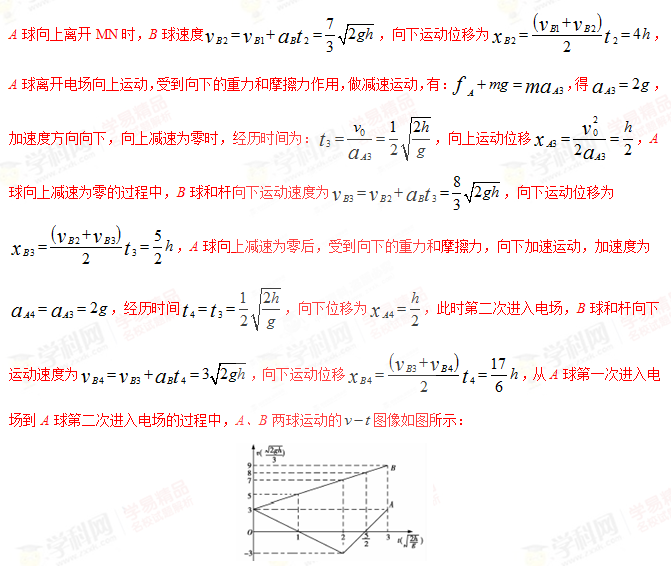 A 球向上离开 MN 时，B 球速度 $v_{B2}=v_{B1}+a_Bt_2=\frac{7}{3}\sqrt{2gh}$，向下运动位移为 $x_{B2}=\frac{(v_{B1}+v_{B2})}{2}t_2=4h$，
A 球离开电场向上运动，受到向下的重力和摩擦力作用，做减速运动，有：$f_A+mg=ma_{A3}$，得 $a_{A3}=2g$，
加速度方向向下，向上减速为零时，经历时间为：$t_3=\frac{v_0}{a_{A3}}=\frac{1}{2}\sqrt{\frac{2h}{g}}$，向上运动位移 $x_{A3}=\frac{v_0^2}{2a_{A3}}=\frac{h}{2}$，A
球向上减速为零的过程中，B 球和杆向下运动速度为 $v_{B3}=v_{B2}+a_Bt_3=\frac{8}{3}\sqrt{2gh}$，向下运动位移为
$x_{B3}=\frac{(v_{B2}+v_{B3})}{2}t_3=\frac{5}{2}h$，A 球向上减速为零后，受到向下的重力和摩擦力，向下加速运动，加速度为
$a_{A4}=a_{A3}=2g$，经历时间 $t_4=t_3=\frac{1}{2}\sqrt{\frac{2h}{g}}$，向下位移为 $x_{A4}=\frac{h}{2}$，此时第二次进入电场，B 球和杆向下
运动速度为 $v_{B4}=v_{B3}+a_Bt_4=3\sqrt{2gh}$，向下运动位移 $x_{B4}=\frac{(v_{B3}+v_{B4})}{2}t_4=\frac{17}{6}h$，从 A 球第一次进入电
场到 A 球第二次进入电场的过程中，A、B 两球运动的 $v-t$ 图像如图所示：
$v(\frac{\sqrt{2gh}}{3})$
9
B
8
7
5
A
3
O
1
2
$\frac{5}{2}$
3
$t(\sqrt{\frac{2h}{g}})$
-3